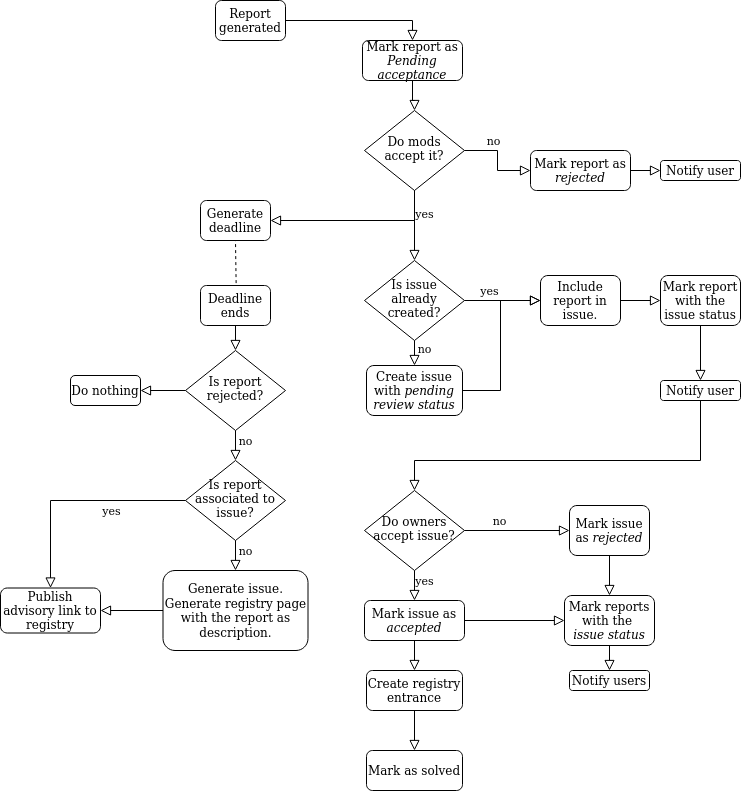 Report
generated
Mark report as
Pending
acceptance
Do mods
accept it?
no
Mark report as
rejected
Notify user
yes
Generate
deadline
Is issue
already
created?
yes
Include
report in
issue.
Mark report
with the
issue status
no
Create issue
with pending
review status
Notify user
Deadline
ends
Is report
rejected?
Do nothing
no
Is report
associated to
issue?
yes
no
Publish
advisory link to
registry
Generate issue.
Generate registry page
with the report as
description.
Do owners
accept issue?
no
Mark issue
as rejected
yes
Mark issue as
accepted
Mark reports
with the
issue status
Notify users
Create registry
entrance
Mark as solved